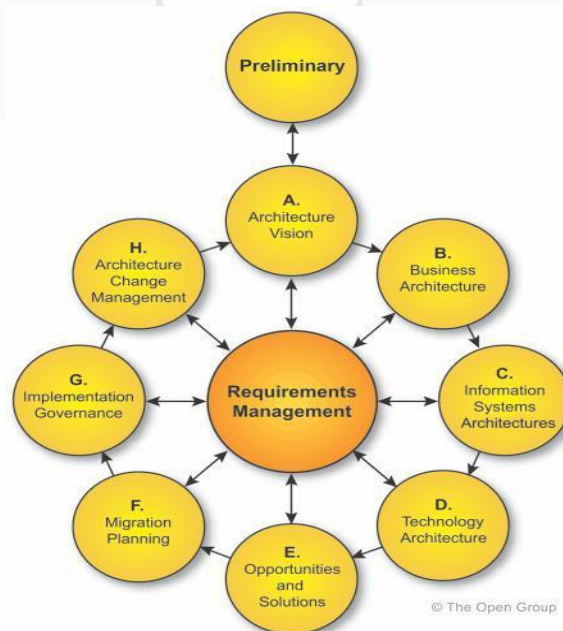 Preliminary
A.
Architecture
Vision
B.
Business
Architecture
C.
Information
Systems
Architectures
D.
Technology
Architecture
E.
Opportunities
and
Solutions
F.
Migration
Planning
G.
Implementation
Governance
H.
Architecture
Change
Management
Requirements
Management
© The Open Group